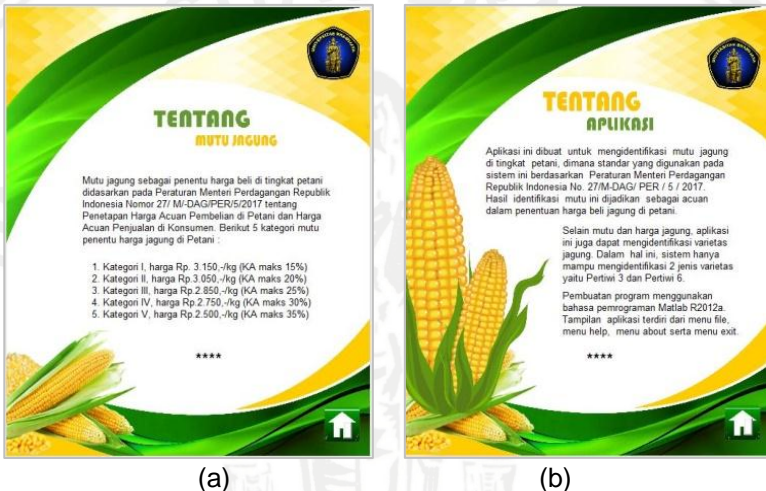 TENTANG
MUTU JAGUNG
Mutu jagung sebagai penentu harga beli di tingkat petani
didasarkan pada Peraturan Menteri Perdagangan Republik
Indonesia Nomor 27/ M/-DAG/PER/5/2017 tentang
Penetapan Harga Acuan Pembelian di Petani dan Harga
Acuan Penjualan di Konsumen. Berikut 5 kategori mutu
penentu harga jagung di Petani :
1. Kategori I, harga Rp. 3.150,-/kg (KA maks 15%)
2. Kategori II, harga Rp.3.050,-/kg (KA maks 20%)
3. Kategori III, harga Rp.2.850,-/kg (KA maks 25%)
4. Kategori IV, harga Rp.2.750,-/kg (KA maks 30%)
5. Kategori V, harga Rp.2.500,-/kg (KA maks 35%)
****
(a)
TENTANG
APLIKASI
Aplikasi ini dibuat untuk mengidentifikasi mutu jagung
di tingkat petani, dimana standar yang digunakan pada
sistem ini berdasarkan Peraturan Menteri Perdagangan
Republik Indonesia No. 27/M-DAG/ PER / 5 / 2017.
Hasil identifikasi mutu ini dijadikan sebagai acuan
dalam penentuan harga beli jagung di petani.
Selain mutu dan harga jagung, aplikasi
ini juga dapat mengidentifikasi varietas
jagung. Dalam hal ini, sistem hanya
mampu mengidentifikasi 2 jenis varietas
yaitu Pertiwi 3 dan Pertiwi 6.
Pembuatan program menggunakan
bahasa pemrograman Matlab R2012a.
Tampilan aplikasi terdiri dari menu file,
menu help, menu about serta menu exit.
****
(b)